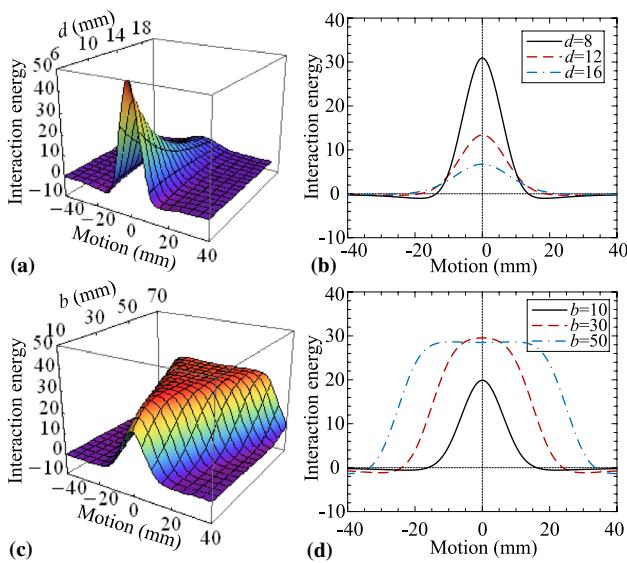 d (mm)
6 10 14 18
Interaction energy
50
40
30
20
10
0
−10
−40 −20 0 20 40
Motion (mm)
(a)
Interaction energy
40
30
20
10
0
−10
−40 −20 0 20 40
Motion (mm)
d=8
d=12
d=16
(b)
b (mm)
10 30 50 70
Interaction energy
50
40
30
20
10
0
−10
−40 −20 0 20 40
Motion (mm)
(c)
Interaction energy
40
30
20
10
0
−10
−40 −20 0 20 40
Motion (mm)
b=10
b=30
b=50
(d)